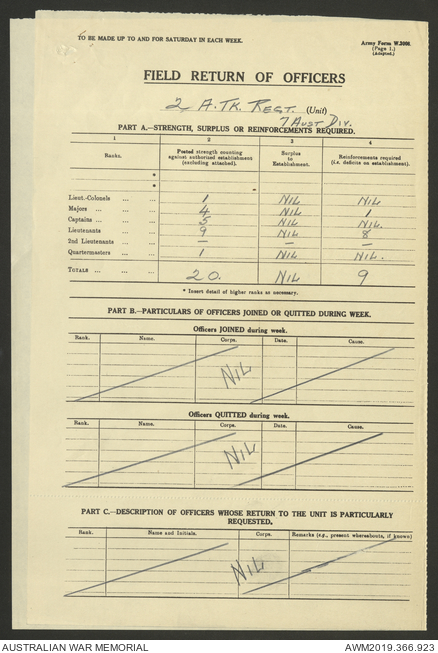 TO BE MADE UP TO AND FOR SATURDAY IN EACH WEEK.
Army Form W.3008.
(Page 1.)
(Adapted.)
FIELD RETURN OF OFFICERS
2 A.TK. REGT. (Unit)
7 AUST DIV.
PART A.—STRENGTH, SURPLUS OR REINFORCEMENTS REQUIRED.
1 2 3 4
Ranks. Posted strength counting against authorized establishment (excluding attached). Surplus to Establishment. Reinforcements required (i.e. deficits on establishment).
*
*
Lieut.-Colonels ... ... 1 NIL NIL
Majors ... ... ... 4 NIL 1
Captains ... ... ... 5 NIL NIL.
Lieutenants ... ... 9 NIL 8
2nd Lieutenants ... ... — — —
Quartermasters ... ... 1 NIL NIL.
TOTALS ... ... ... 20. NIL 9
* Insert detail of higher ranks as necessary.
PART B.—PARTICULARS OF OFFICERS JOINED OR QUITTED DURING WEEK.
Officers JOINED during week.
Rank. Name. Corps. Date. Cause.
NIL
Officers QUITTED during week.
Rank. Name. Corps. Date. Cause.
NIL
PART C.—DESCRIPTION OF OFFICERS WHOSE RETURN TO THE UNIT IS PARTICULARLY
REQUESTED.
Rank. Name and Initials. Corps. Remarks (e.g., present whereabouts, if known)
NIL
AUSTRALIAN WAR MEMORIAL AWM2019.366.923